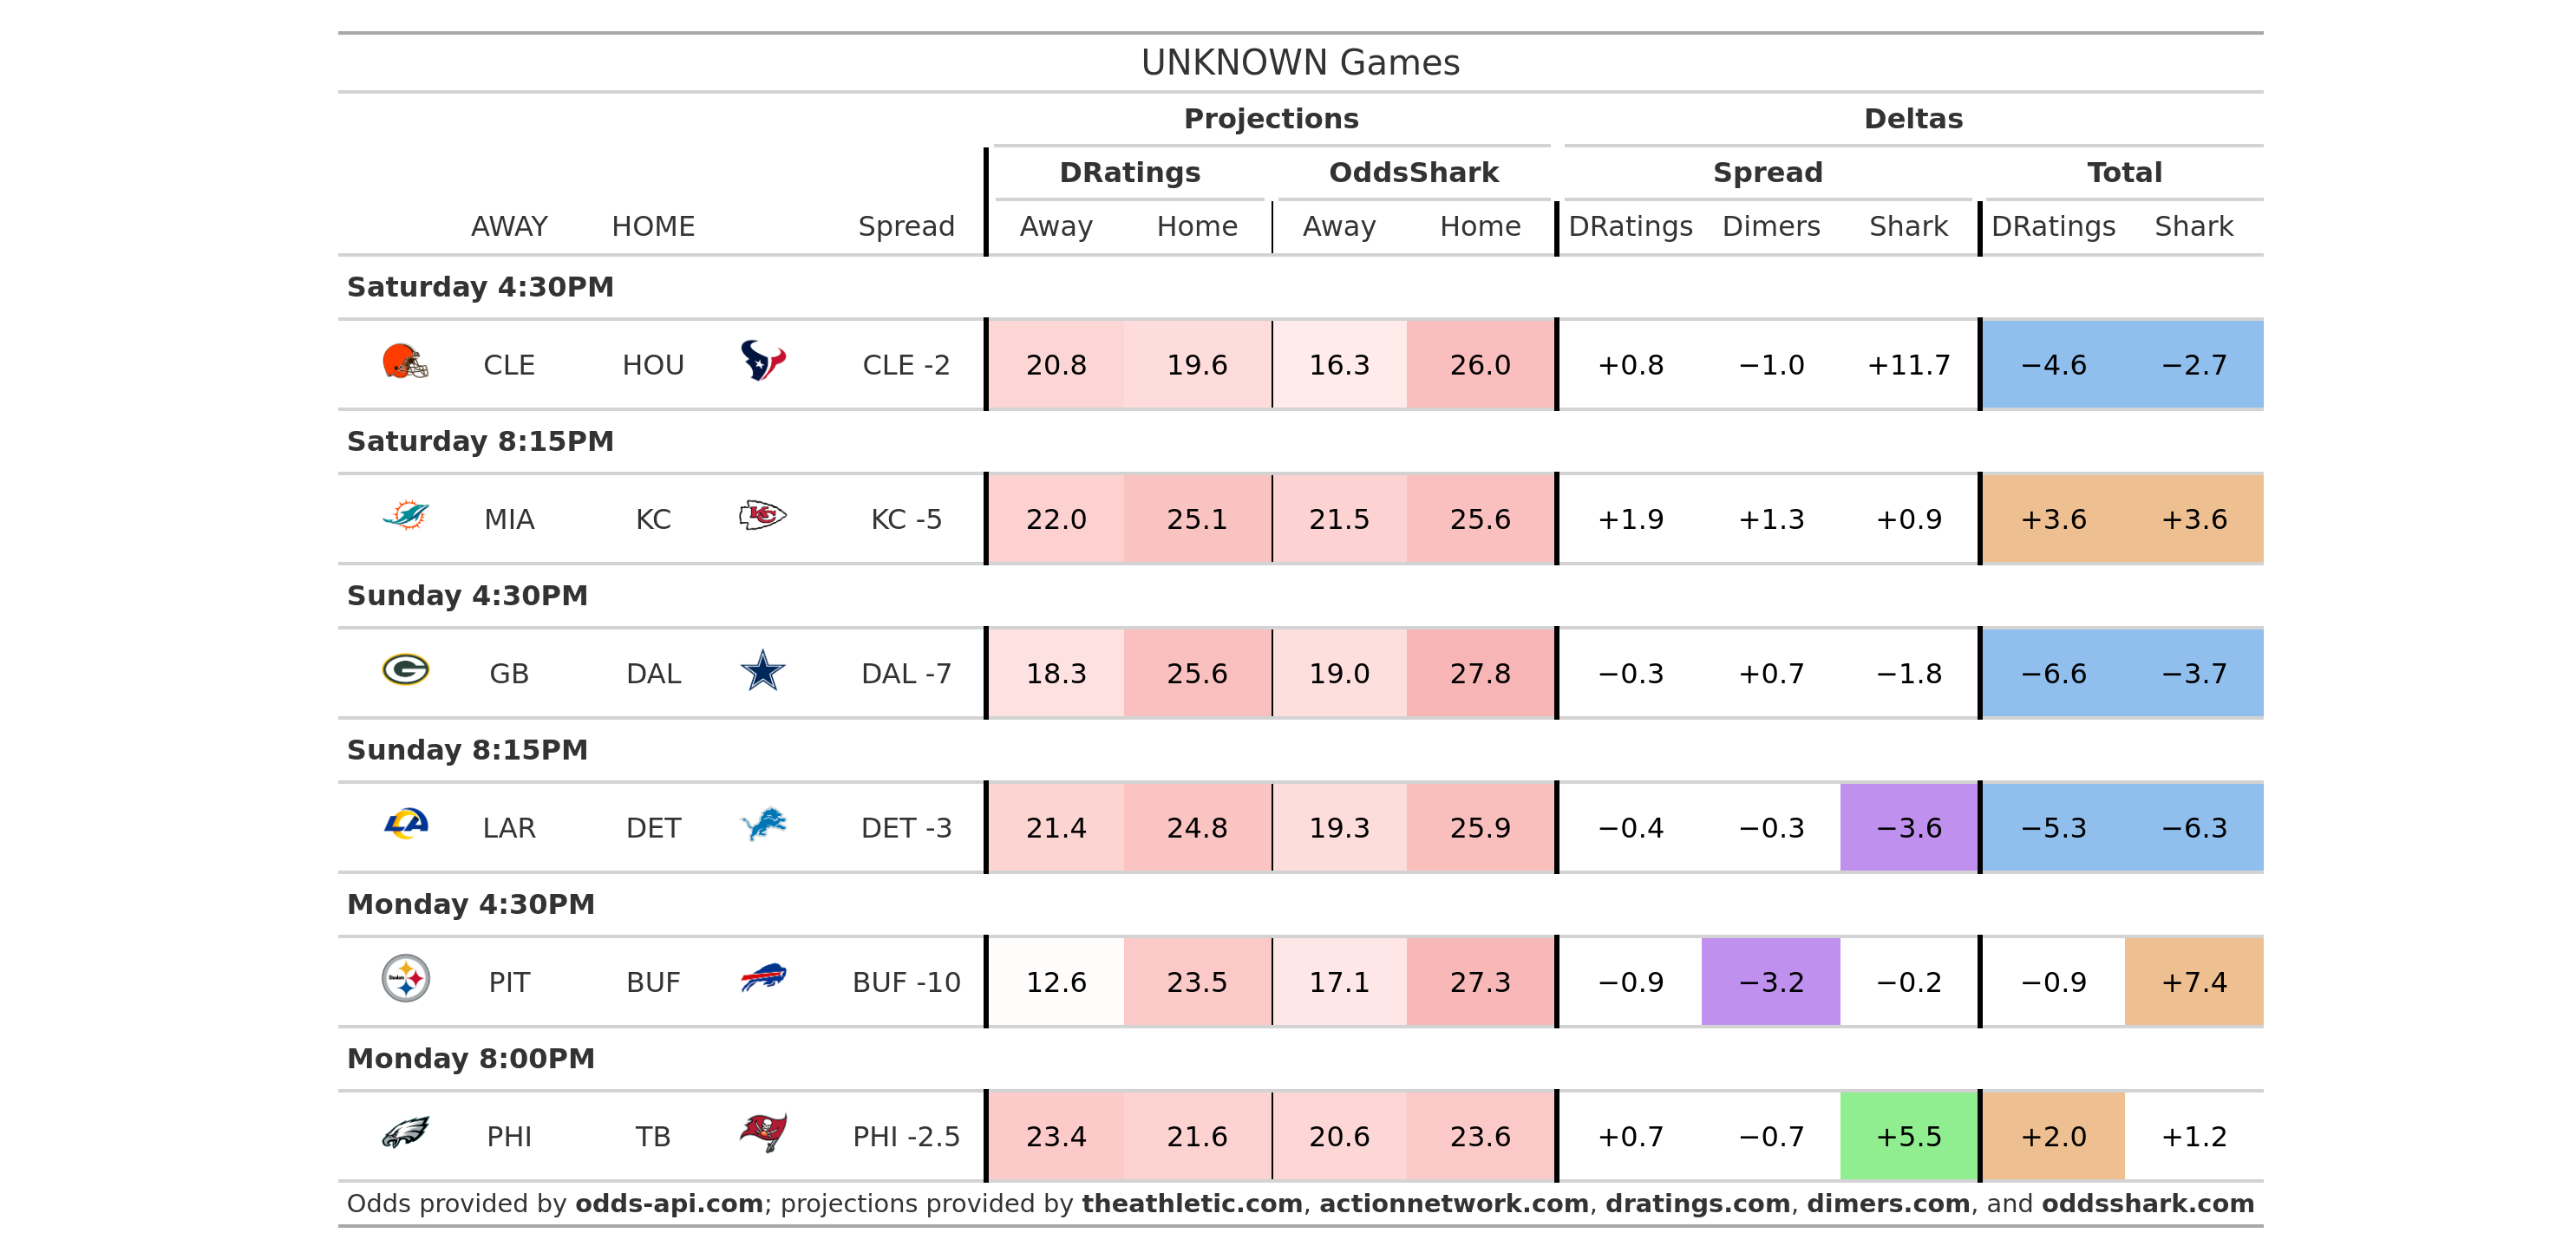 UNKNOWN Games
Projections Deltas
DRatings OddsShark Spread Total
AWAY HOME Spread Away Home Away Home DRatings Dimers Shark DRatings Shark
Saturday 4:30PM
CLE HOU CLE -2 20.8 19.6 16.3 26.0 +0.8 −1.0 +11.7 −4.6 −2.7
Saturday 8:15PM
MIA KC KC -5 22.0 25.1 21.5 25.6 +1.9 +1.3 +0.9 +3.6 +3.6
Sunday 4:30PM
GB DAL DAL -7 18.3 25.6 19.0 27.8 −0.3 +0.7 −1.8 −6.6 −3.7
Sunday 8:15PM
LAR DET DET -3 21.4 24.8 19.3 25.9 −0.4 −0.3 −3.6 −5.3 −6.3
Monday 4:30PM
PIT BUF BUF -10 12.6 23.5 17.1 27.3 −0.9 −3.2 −0.2 −0.9 +7.4
Monday 8:00PM
PHI TB PHI -2.5 23.4 21.6 20.6 23.6 +0.7 −0.7 +5.5 +2.0 +1.2
Odds provided by odds-api.com; projections provided by theathletic.com, actionnetwork.com, dratings.com, dimers.com, and oddsshark.com